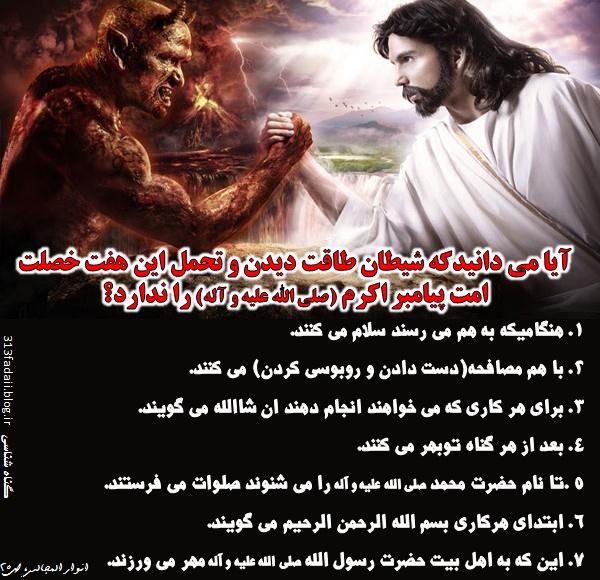 آیا می دانیدکه شیطان طاقت دیدن و تحمل این هفت خصلت
امت پیامبر اکرم (صلی الله علیه و آله) را ندارد؟
۱. هنگامیکه به هم می رسند سلام می کنند.
۲. با هم مصافحه(دست دادن و روبوسی کردن) می کنند.
۳. برای هر کاری که می خواهند انجام دهند ان شاالله می گویند.
٤. بعد از هر گناه توبهر می کنند.
۵ .تا نام حضرت محمد صلی الله علیه و آله را می شنوند صلوات می فرستند.
۶. ابتدای هرکاری بسم الله الرحمن الرحیم می گویند.
۷. این که به اهل بیت حضرت رسول الله صلی الله علیه و آله مهر می ورزند.
313fadaii.blog.ir
گناه شناسی
انوار المجالس، ص۲۵